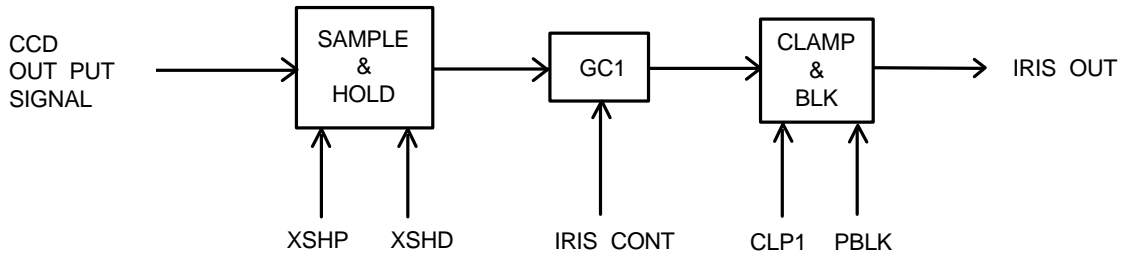 CCD
OUT PUT
SIGNAL
SAMPLE
&
HOLD
GC1
CLAMP
&
BLK
IRIS OUT
XSHP
XSHD
IRIS CONT
CLP1
PBLK